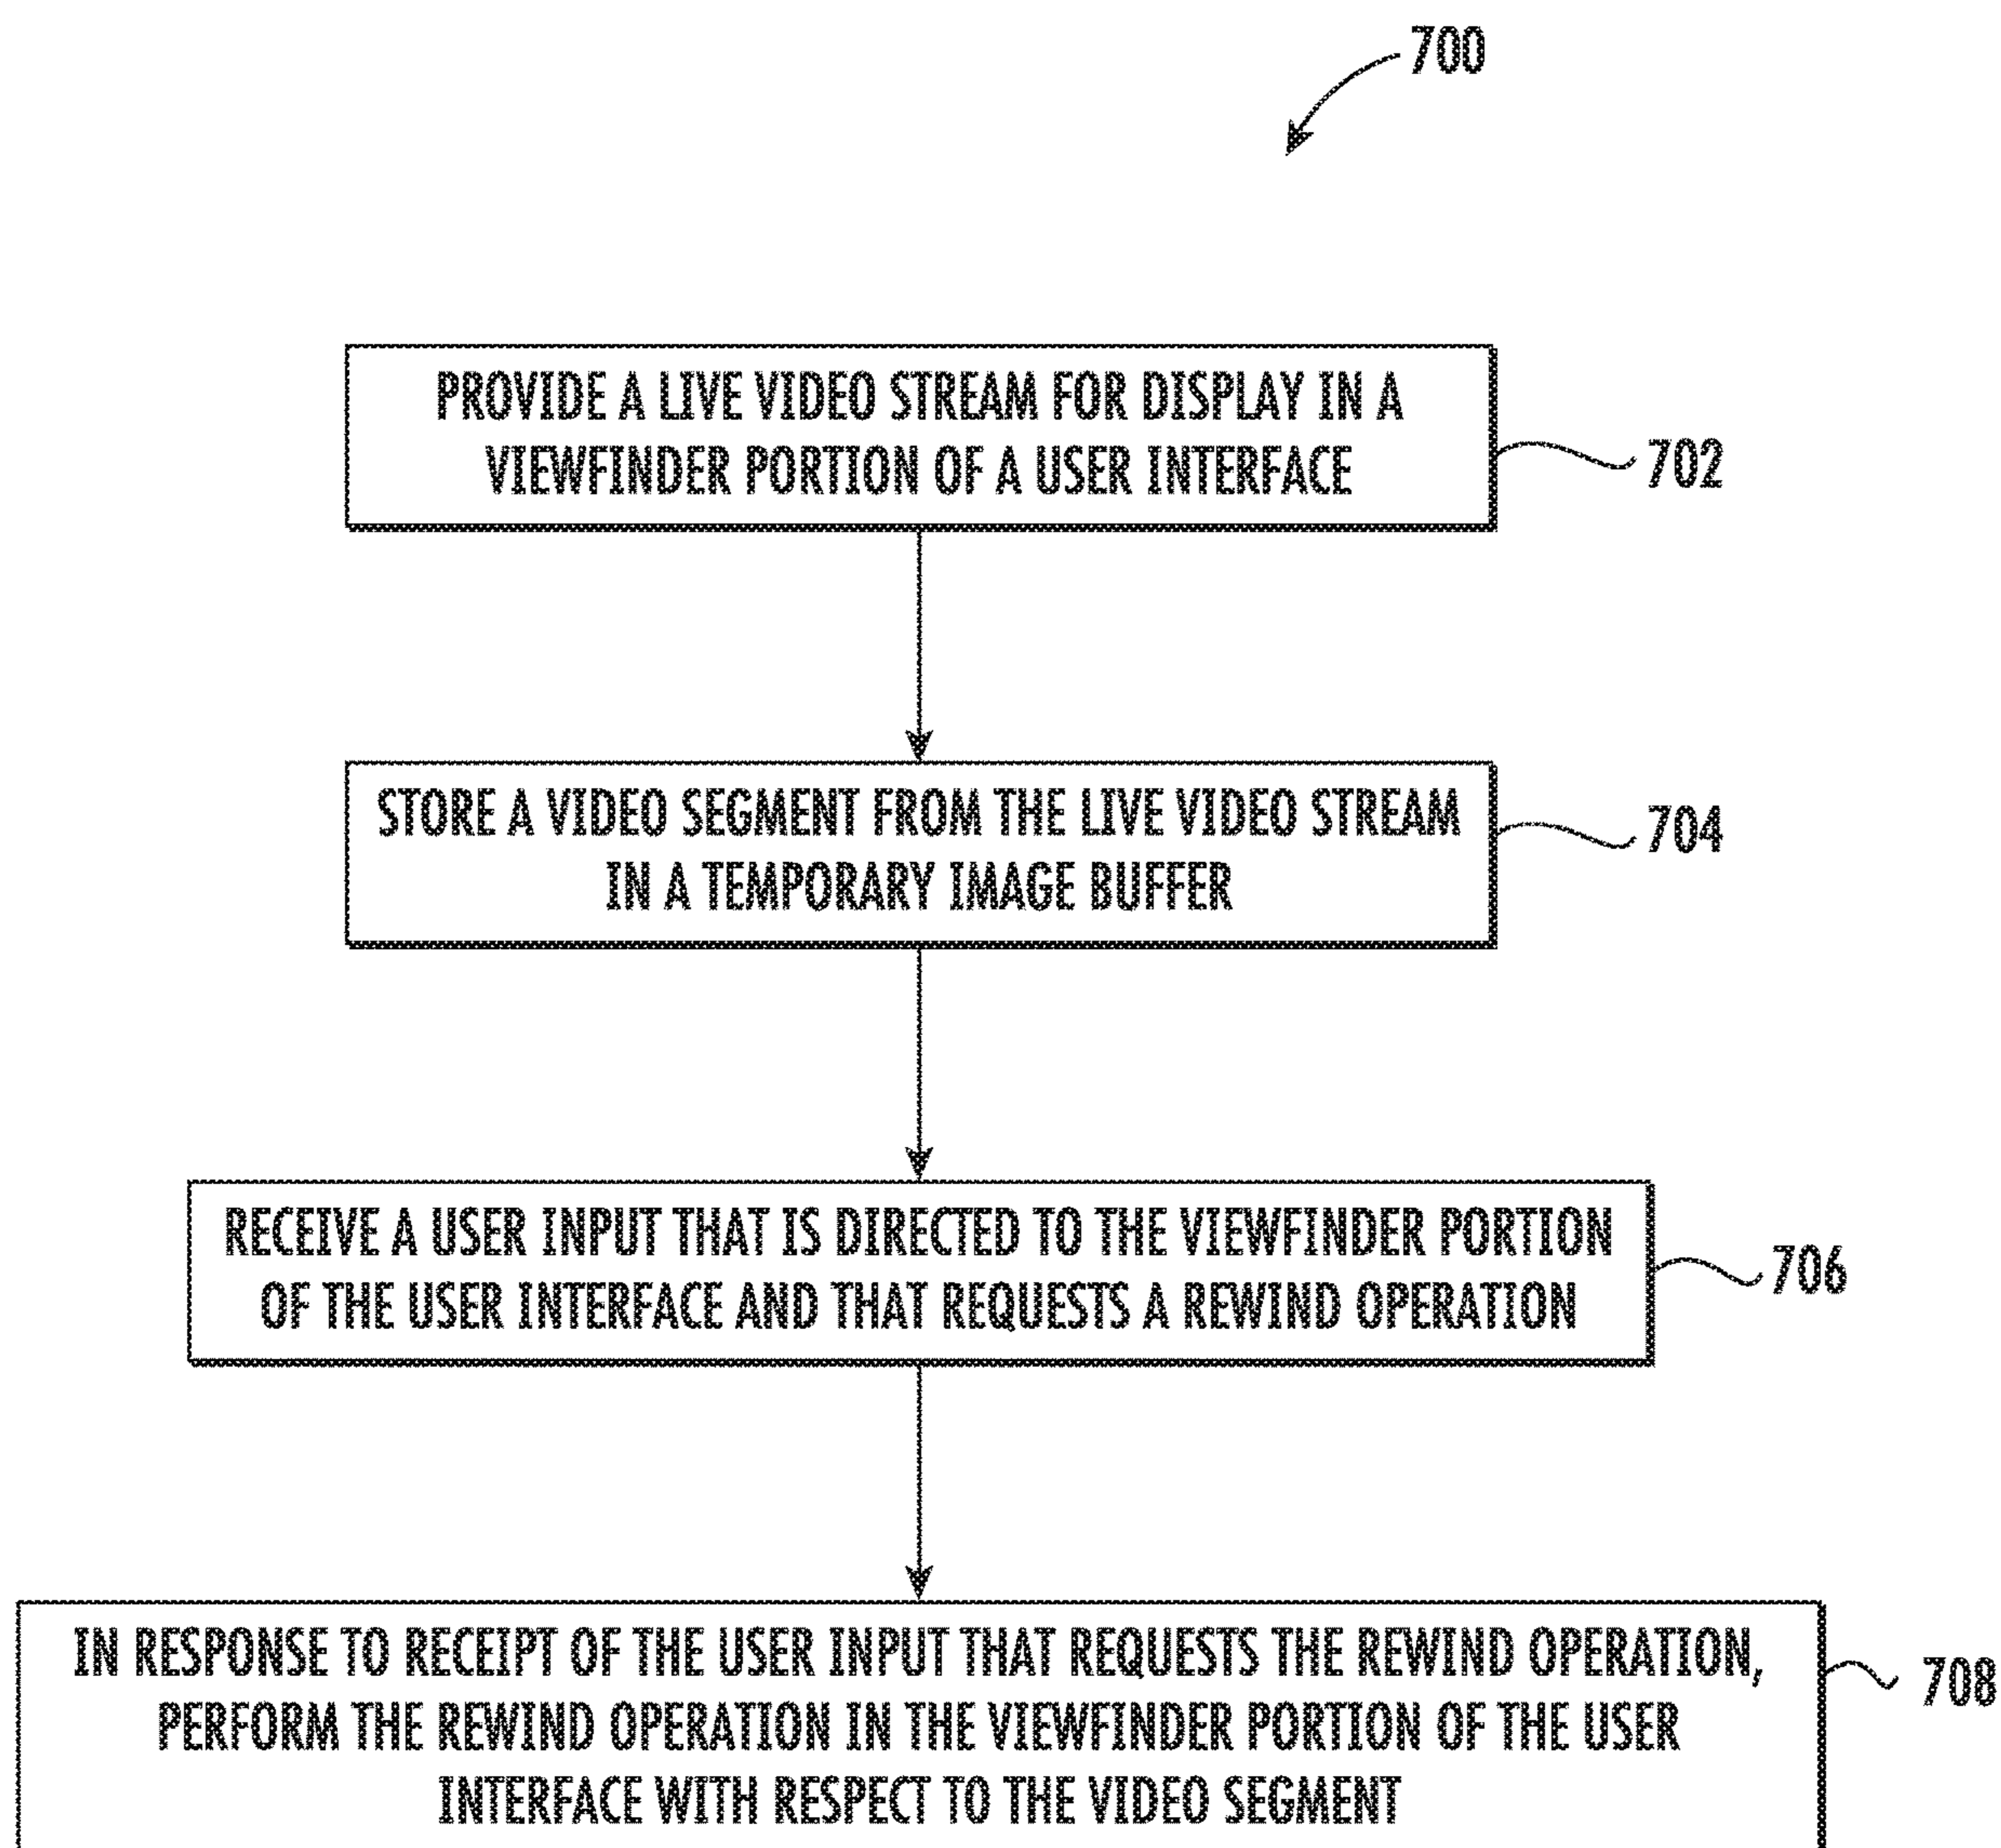 700
PROVIDE A LIVE VIDEO STREAM FOR DISPLAY IN A
VIEWFINDER PORTION OF A USER INTERFACE
702
STORE A VIDEO SEGMENT FROM THE LIVE VIDEO STREAM
IN A TEMPORARY IMAGE BUFFER
704
RECEIVE A USER INPUT THAT IS DIRECTED TO THE VIEWFINDER PORTION
OF THE USER INTERFACE AND THAT REQUESTS A REWIND OPERATION
706
IN RESPONSE TO RECEIPT OF THE USER INPUT THAT REQUESTS THE REWIND OPERATION,
PERFORM THE REWIND OPERATION IN THE VIEWFINDER PORTION OF THE USER
INTERFACE WITH RESPECT TO THE VIDEO SEGMENT
708